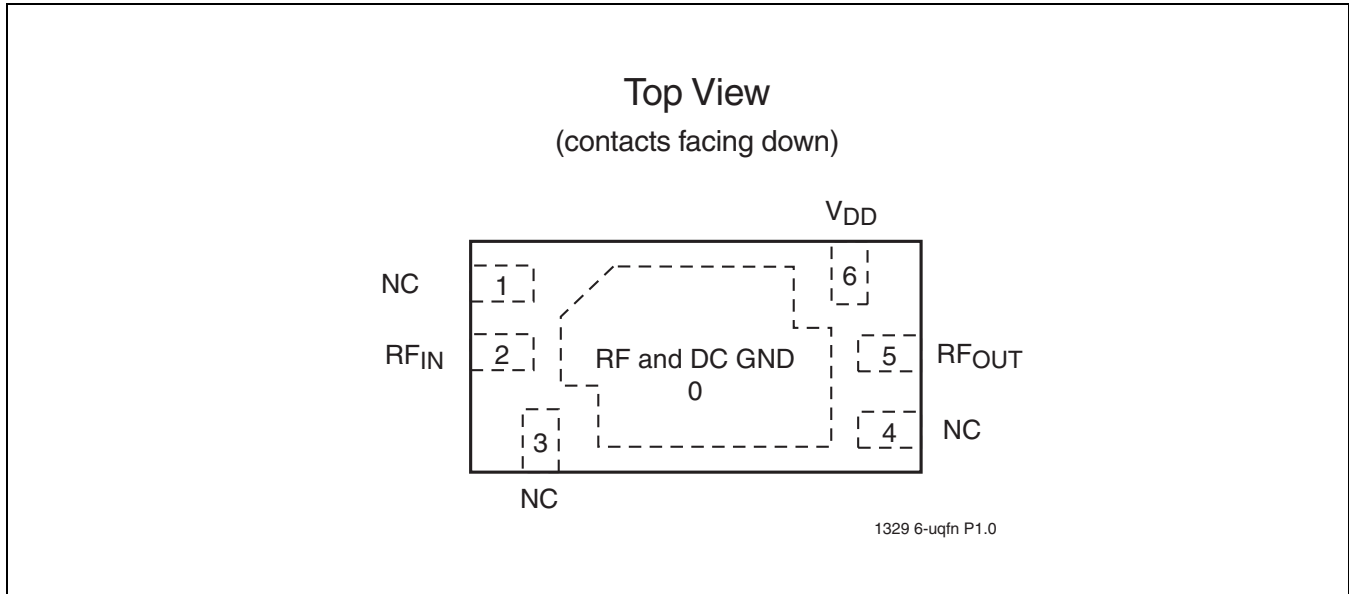 Top View
(contacts facing down)
VDD
NC 1 6
RFIN 2 RF and DC GND 5 RFOUT
0
3 4 NC
NC
1329 6-uqfn P1.0